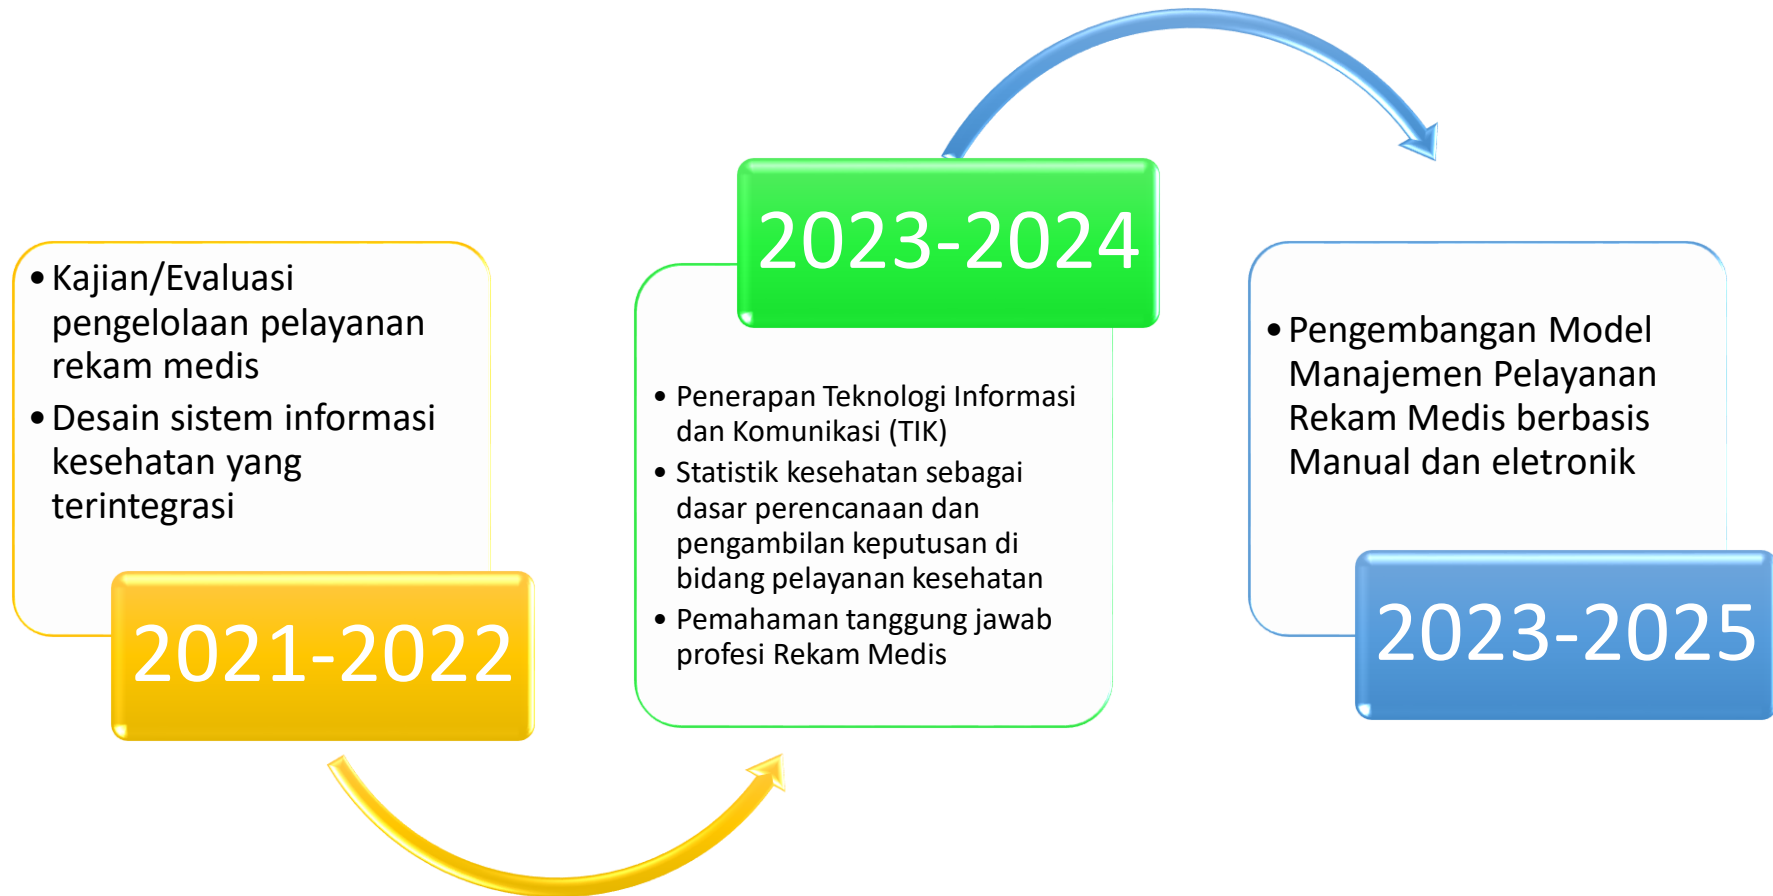 • Kajian/Evaluasi
pengelolaan pelayanan
rekam medis
• Desain sistem informasi
kesehatan yang
terintegrasi
2021-2022
2023-2024
• Penerapan Teknologi Informasi
dan Komunikasi (TIK)
• Statistik kesehatan sebagai
dasar perencanaan dan
pengambilan keputusan di
bidang pelayanan kesehatan
• Pemahaman tanggung jawab
profesi Rekam Medis
• Pengembangan Model
Manajemen Pelayanan
Rekam Medis berbasis
Manual dan eletronik
2023-2025